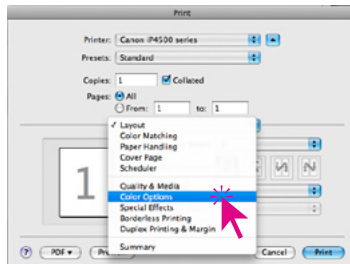 Print
Printer: Canon iP4500 series
Presets: Standard
Copies: 1 Collated
Pages: All
From: 1 to: 1
✓ Layout
Color Matching
Paper Handling
Cover Page
Scheduler
1
Quality & Media
Color Options
Special Effects
Borderless Printing
Duplex Printing & Margin
Summary
? PDF ▾ Cancel Print